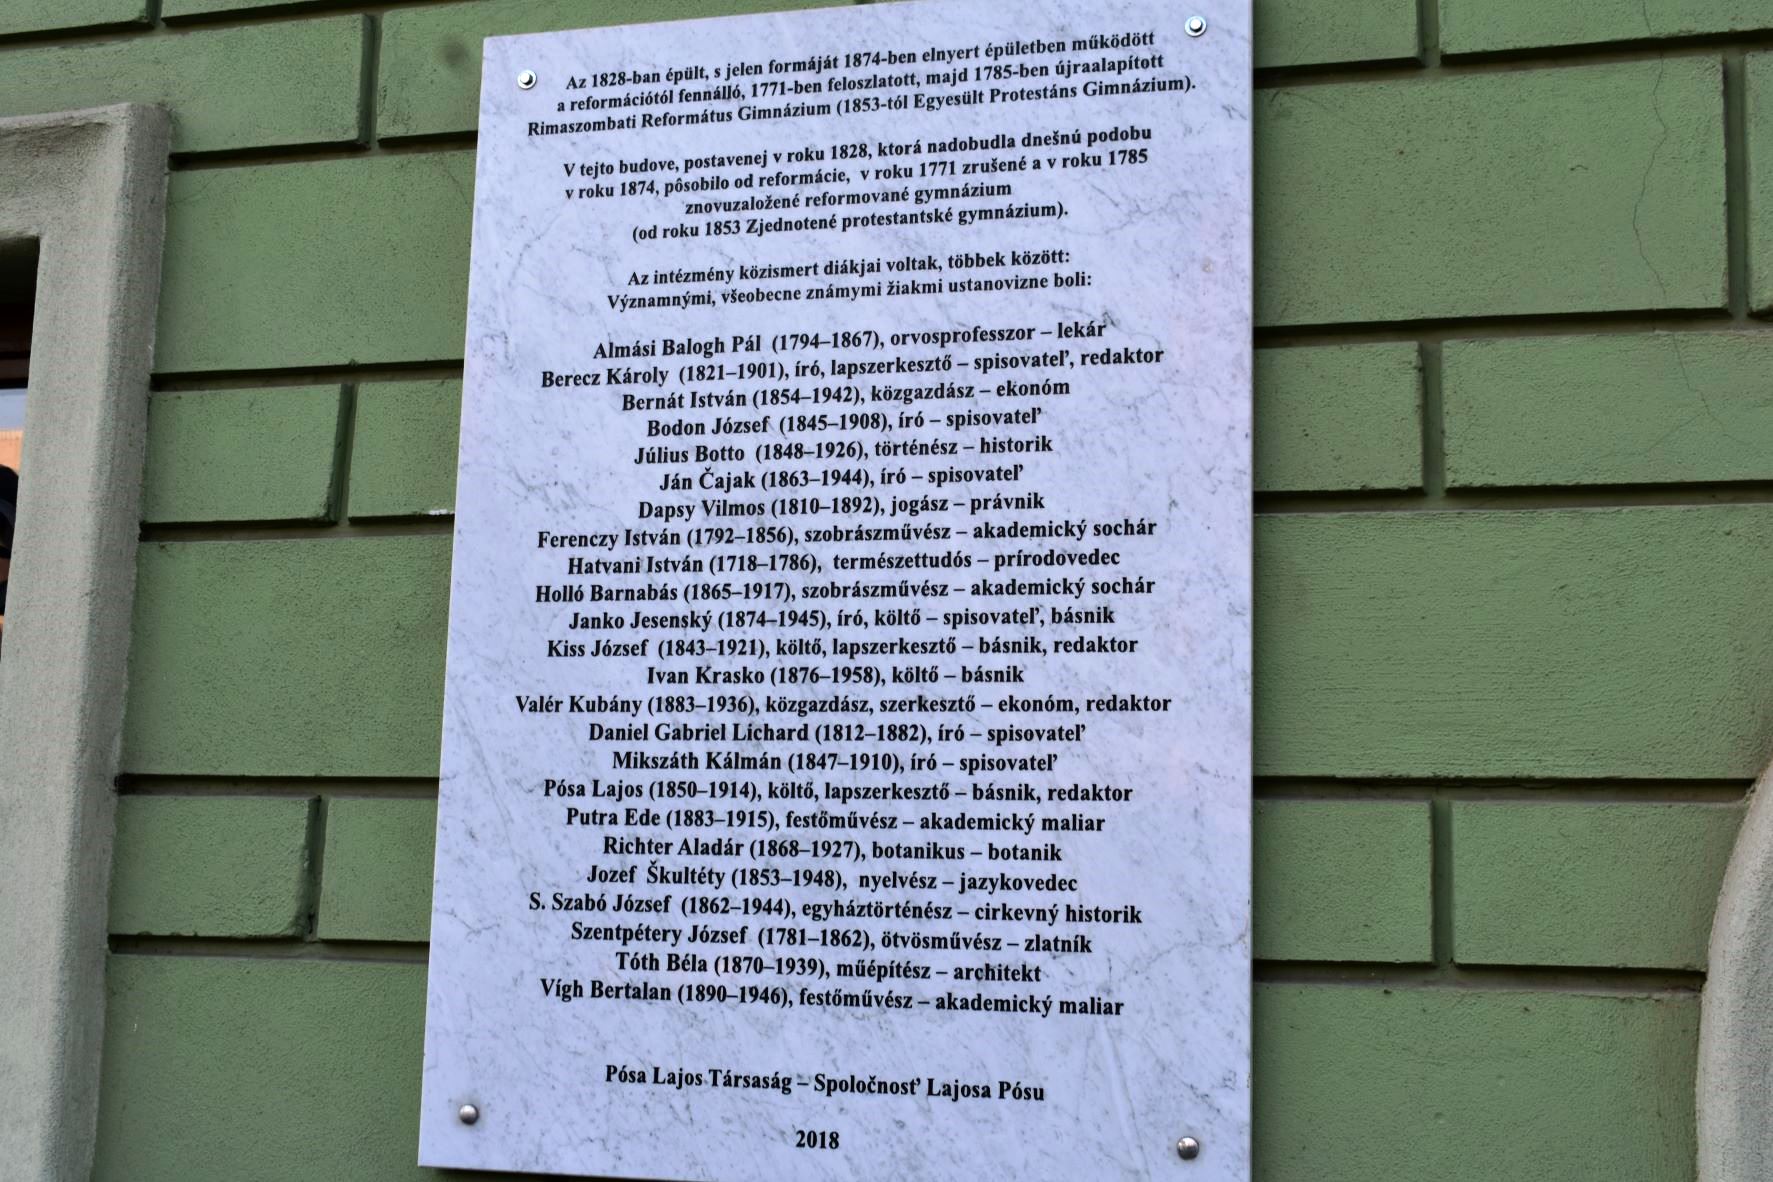 Az 1828-ban épült, s jelen formáját 1874-ben elnyert épületben működött
a reformációtól fennálló, 1771-ben feloszlatott, majd 1785-ben újraalapított
Rimaszombati Református Gimnázium (1853-tól Egyesült Protestáns Gimnázium).
V tejto budove, postavenej v roku 1828, ktorá nadobudla dnešnú podobu
v roku 1874, pôsobilo od reformácie, v roku 1771 zrušené a v roku 1785
znovuzaložené reformované gymnázium
(od roku 1853 Zjednotené protestantské gymnázium).
Az intézmény közismert diákjai voltak, többek között:
Významnými, všeobecne známymi žiakmi ustanovizne boli:
Almási Balogh Pál (1794–1867), orvosprofesszor – lekár
Berecz Károly (1821–1901), író, lapszerkesztő – spisovateľ, redaktor
Bernát István (1854–1942), közgazdász – ekonóm
Bodon József (1845–1908), író – spisovateľ
Július Botto (1848–1926), történész – historik
Ján Čajak (1863–1944), író – spisovateľ
Dapsy Vilmos (1810–1892), jogász – právnik
Ferenczy István (1792–1856), szobrászművész – akademický sochár
Hatvani István (1718–1786), természettudós – prírodovedec
Holló Barnabás (1865–1917), szobrászművész – akademický sochár
Janko Jesenský (1874–1945), író, költő – spisovateľ, básnik
Kiss József (1843–1921), költő, lapszerkesztő – básnik, redaktor
Ivan Krasko (1876–1958), költő – básnik
Valér Kubány (1883–1936), közgazdász, szerkesztő – ekonóm, redaktor
Daniel Gabriel Lichard (1812–1882), író – spisovateľ
Mikszáth Kálmán (1847–1910), író – spisovateľ
Pósa Lajos (1850–1914), költő, lapszerkesztő – básnik, redaktor
Putra Ede (1883–1915), festőművész – akademický maliar
Richter Aladár (1868–1927), botanikus – botanik
Jozef Škultéty (1853–1948), nyelvész – jazykovedec
S. Szabó József (1862–1944), egyháztörténész – cirkevný historik
Szentpétery József (1781–1862), ötvösművész – zlatník
Tóth Béla (1870–1939), műépítész – architekt
Vígh Bertalan (1890–1946), festőművész – akademický maliar
Pósa Lajos Társaság – Spoločnosť Lajosa Pósu
2018